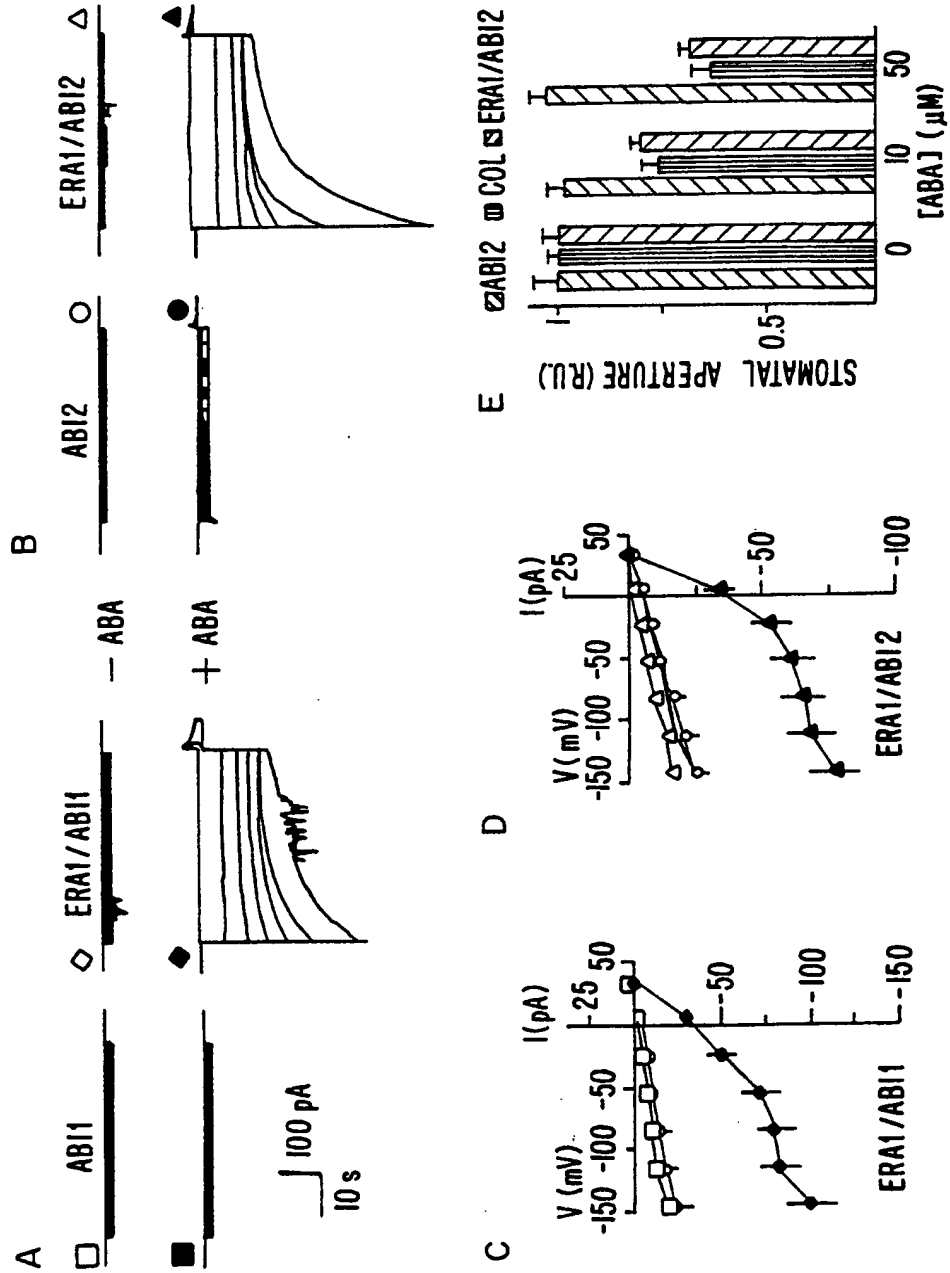 A
ABI1
ERA1/ABI1
− ABA
+ ABA
100 pA
10 s
B
ABI2
ERA1/ABI2
C
I(pA)
25
50
V(mV)
-150 -100 -50
-50
-100
-150
ERA1/ABI1
D
I(pA)
25
50
V(mV)
-150 -100 -50
-50
-100
ERA1/ABI2
E
ABI2 COL ERA1/ABI2
STOMATAL APERTURE (R.U.)
1
0.5
0 10 50
[ABA] (μM)